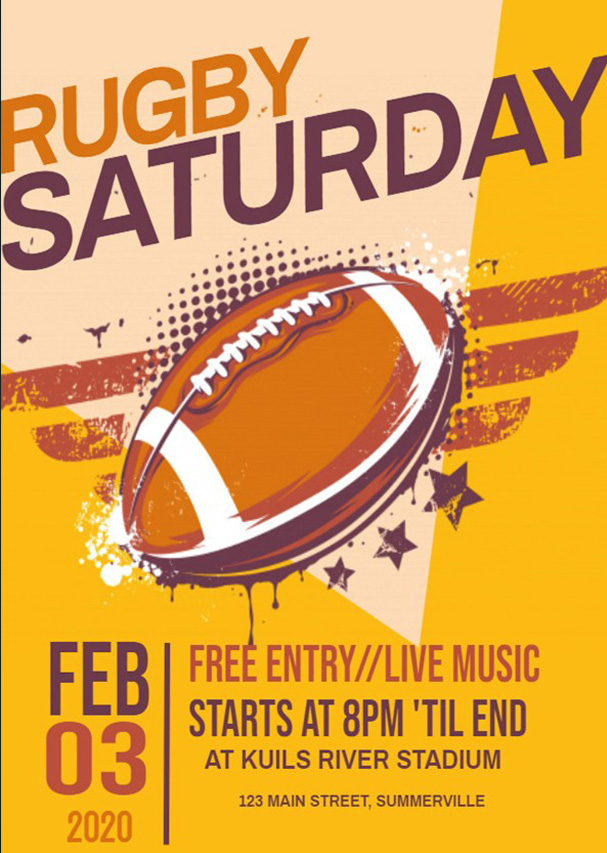 RUGBY
SATURDAY
FEB
03
2020
FREE ENTRY//LIVE MUSIC
STARTS AT 8PM 'TIL END
AT KUILS RIVER STADIUM
123 MAIN STREET, SUMMERVILLE